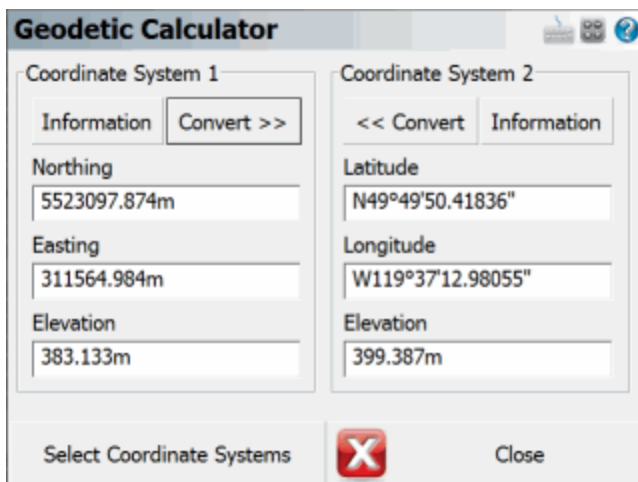 Geodetic Calculator
Coordinate System 1
Information Convert >>
Northing
5523097.874m
Easting
311564.984m
Elevation
383.133m
Coordinate System 2
<< Convert Information
Latitude
N49°49'50.41836"
Longitude
W119°37'12.98055"
Elevation
399.387m
Select Coordinate Systems
Close